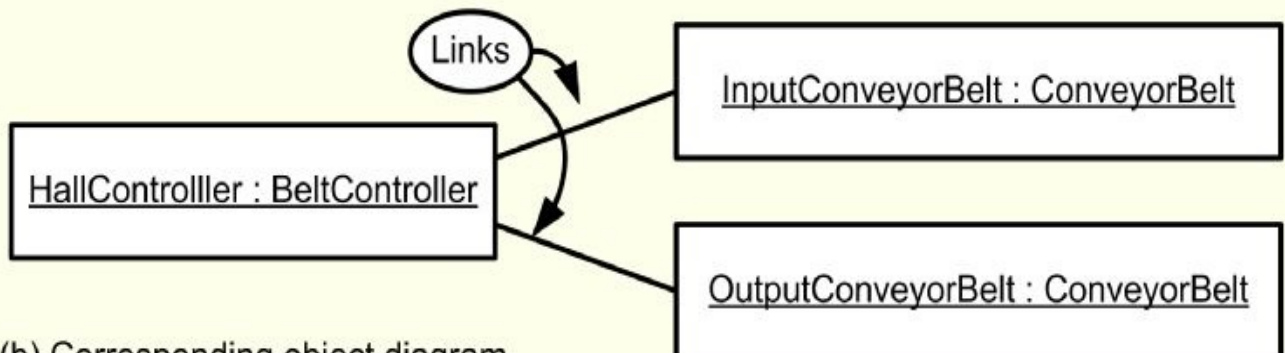 Links
InputConveyorBelt : ConveyorBelt
HallControlller : BeltController
OutputConveyorBelt : ConveyorBelt
(b) Corresponding object diagram